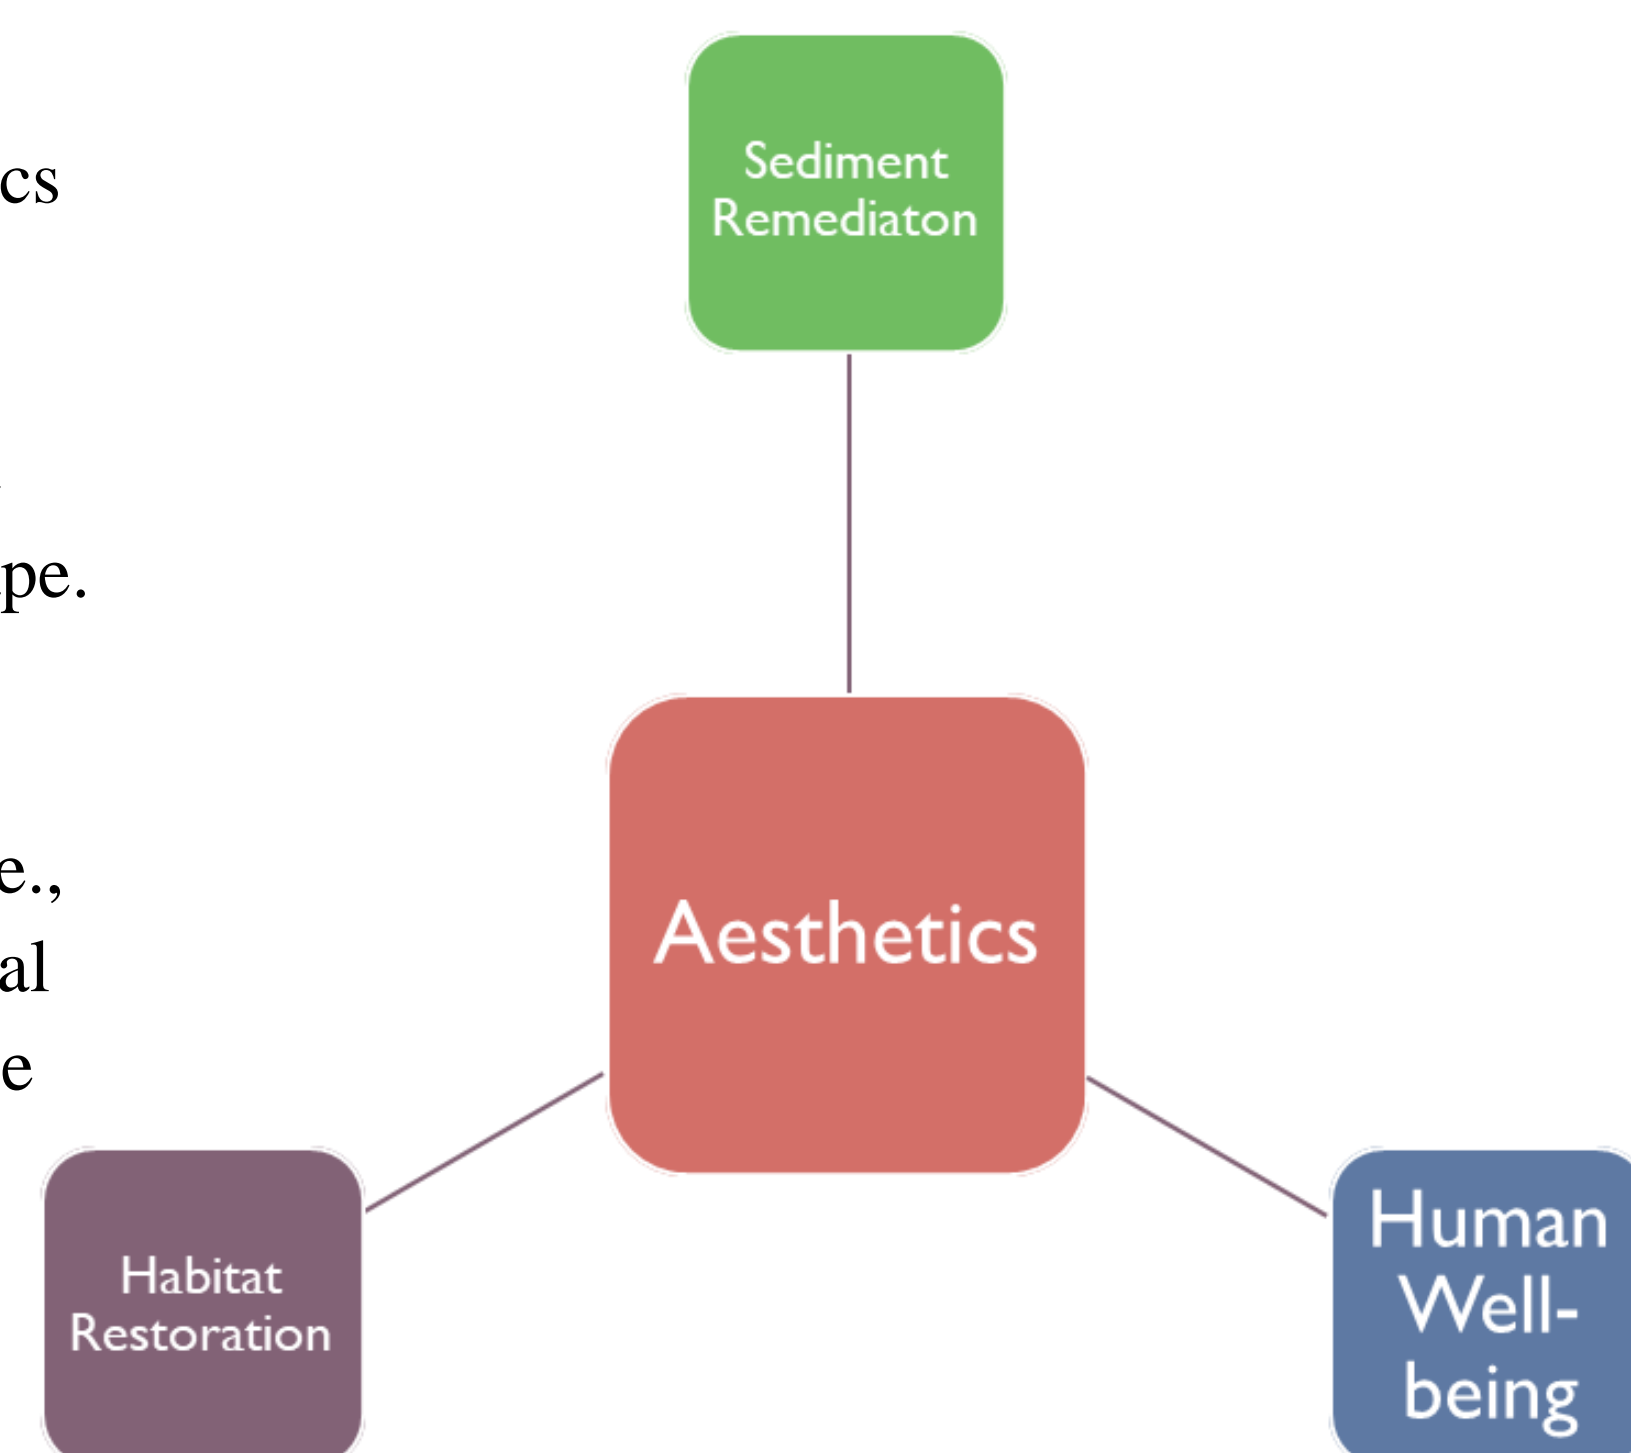 cs
pe.
e.,
al
e
Sediment
Remediaton
Aesthetics
Habitat
Restoration
Human
Well-
being